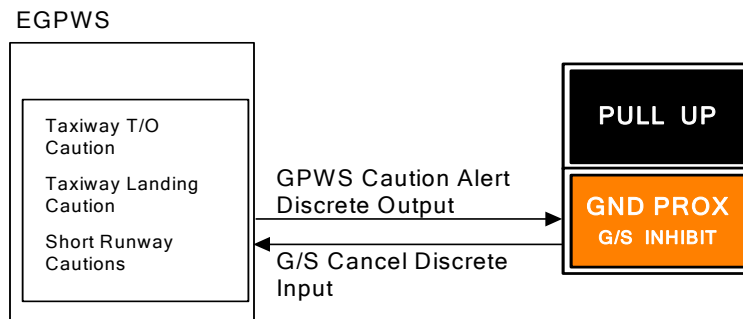 EGPWS
Taxiway T/O
Caution
Taxiway Landing
Caution
Short Runway
Cautions
GPWS Caution Alert
Discrete Output
G/S Cancel Discrete
Input
PULL UP
GND PROX
G/S INHIBIT